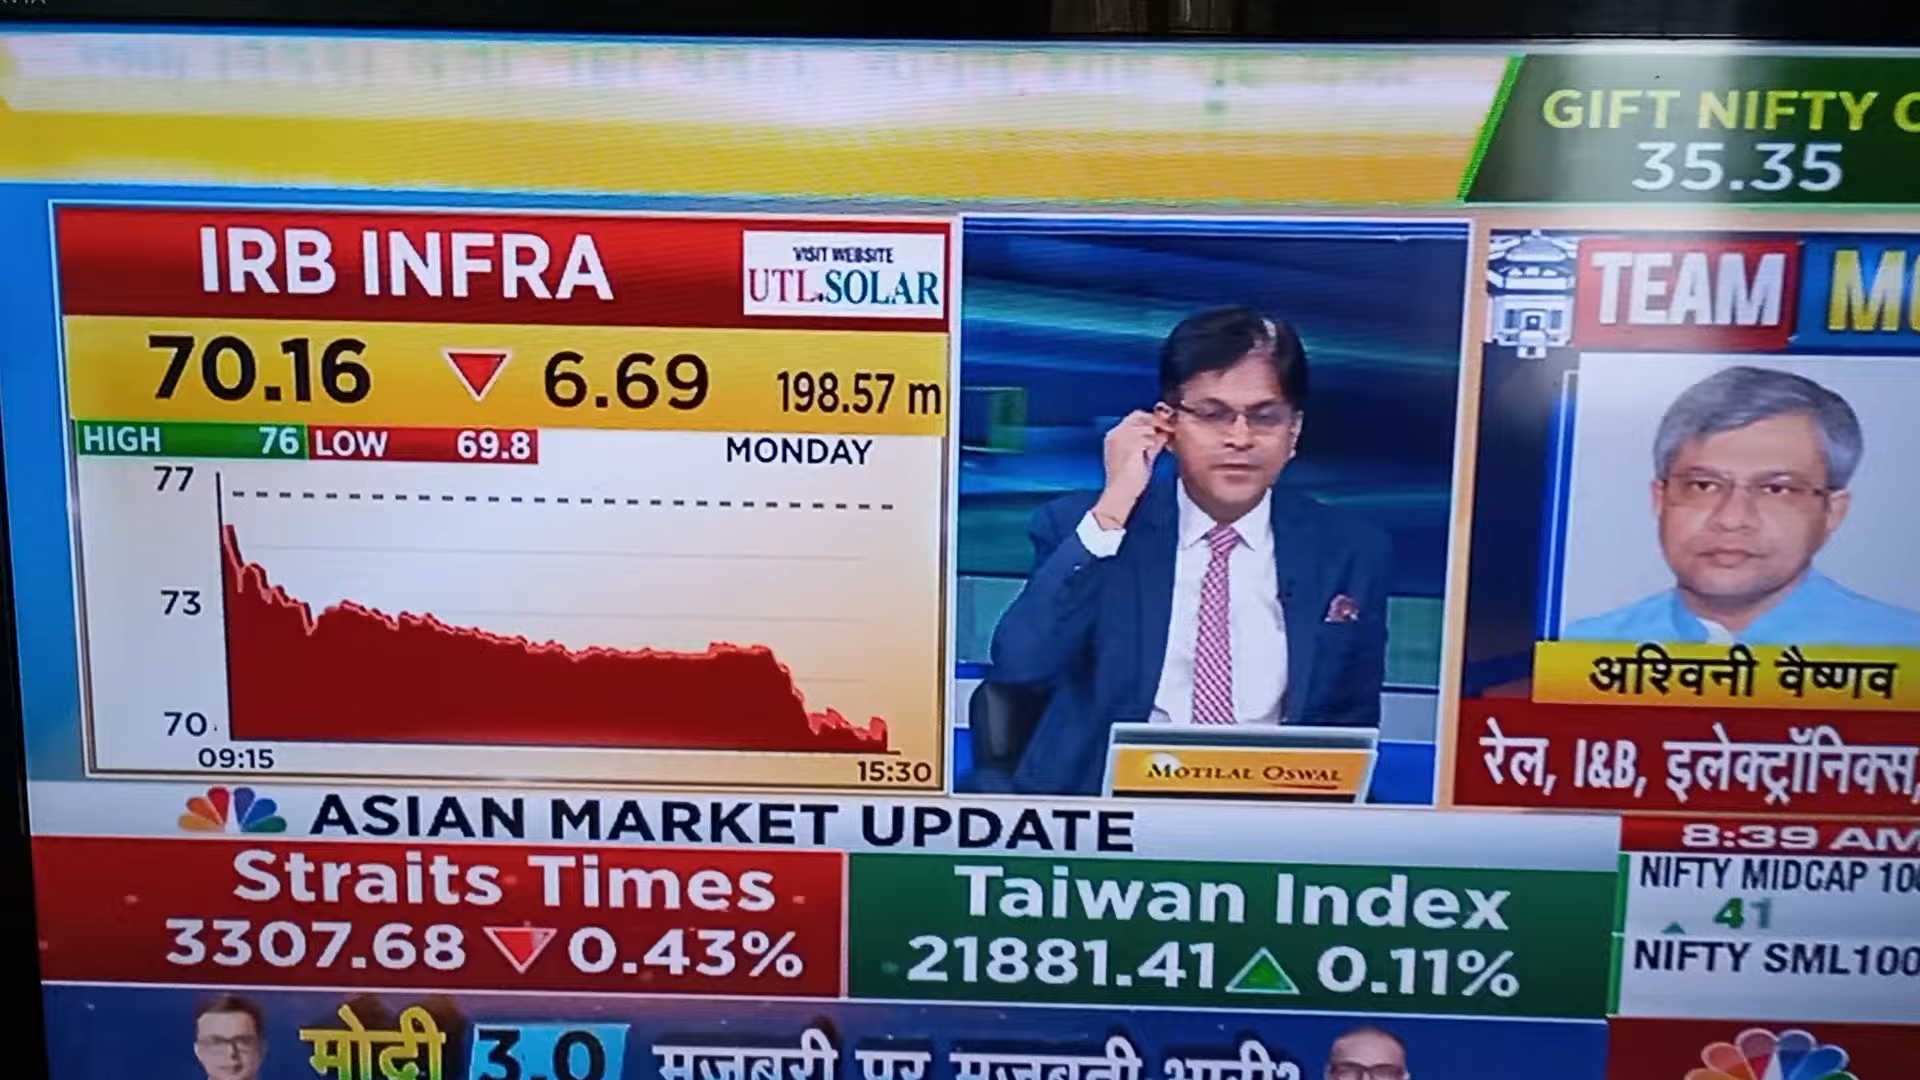 GIFT NIFTY
35.35
IRB INFRA
VISIT WEBSITE
UTL.SOLAR
70.16 ▼ 6.69 198.57 m
HIGH 76 LOW 69.8
MONDAY
77
73
70
09:15
15:30
MOTILAL OSWAL
TEAM
अश्विनी वैष्णव
रेल, I&B, इलेक्ट्रॉनिक्स,
ASIAN MARKET UPDATE
Straits Times
3307.68 ▼ 0.43%
Taiwan Index
21881.41 ▲ 0.11%
8:39 AM
NIFTY MIDCAP
▲ 41
NIFTY SML100
मोदी 3.0 मजबूरी पर मजबूती भारी?